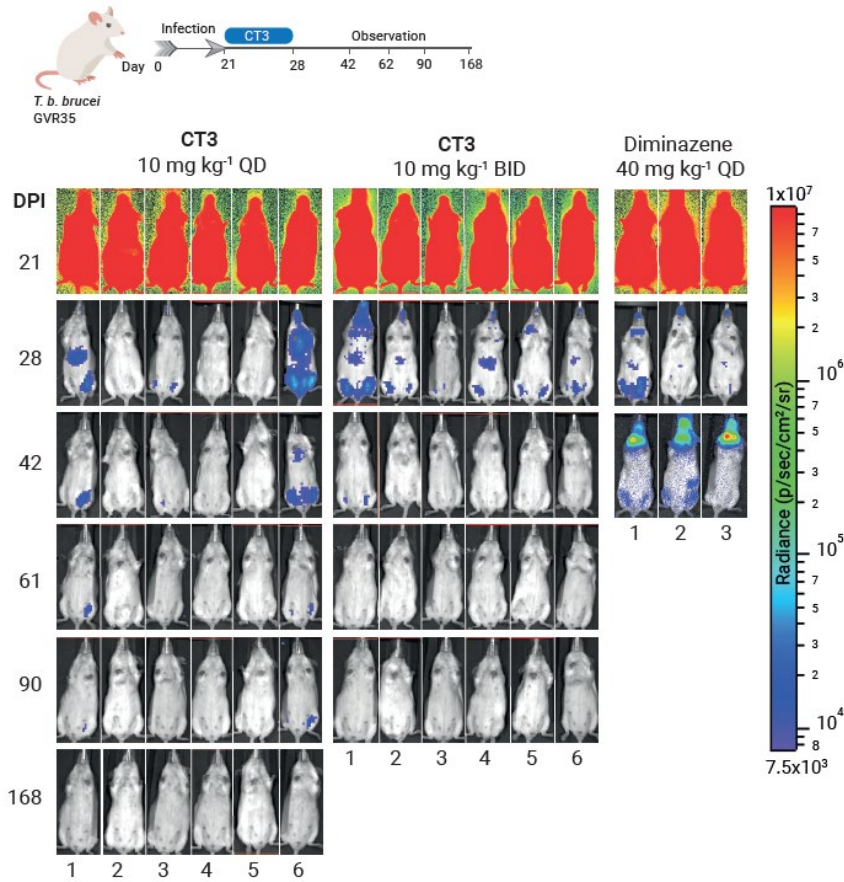 Infection
CT3
Observation
Day 0 21 28 42 62 90 168
T. b. brucei
GVR35
CT3
10 mg kg⁻¹ QD
CT3
10 mg kg⁻¹ BID
Diminazene
40 mg kg⁻¹ QD
DPI
21
28
42
1 2 3
61
90
1 2 3 4 5 6
168
1 2 3 4 5 6
1x10⁷
7
5
3
2
10⁶
7
5
3
2
10⁵
7
5
3
2
10⁴
8
7.5x10³
Radiance (p/sec/cm²/sr)